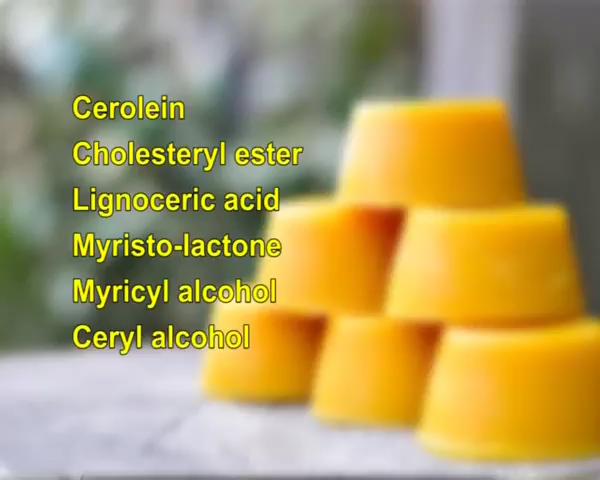 Cerolein
Cholesteryl ester
Lignoceric acid
Myristo-lactone
Myricyl alcohol
Ceryl alcohol